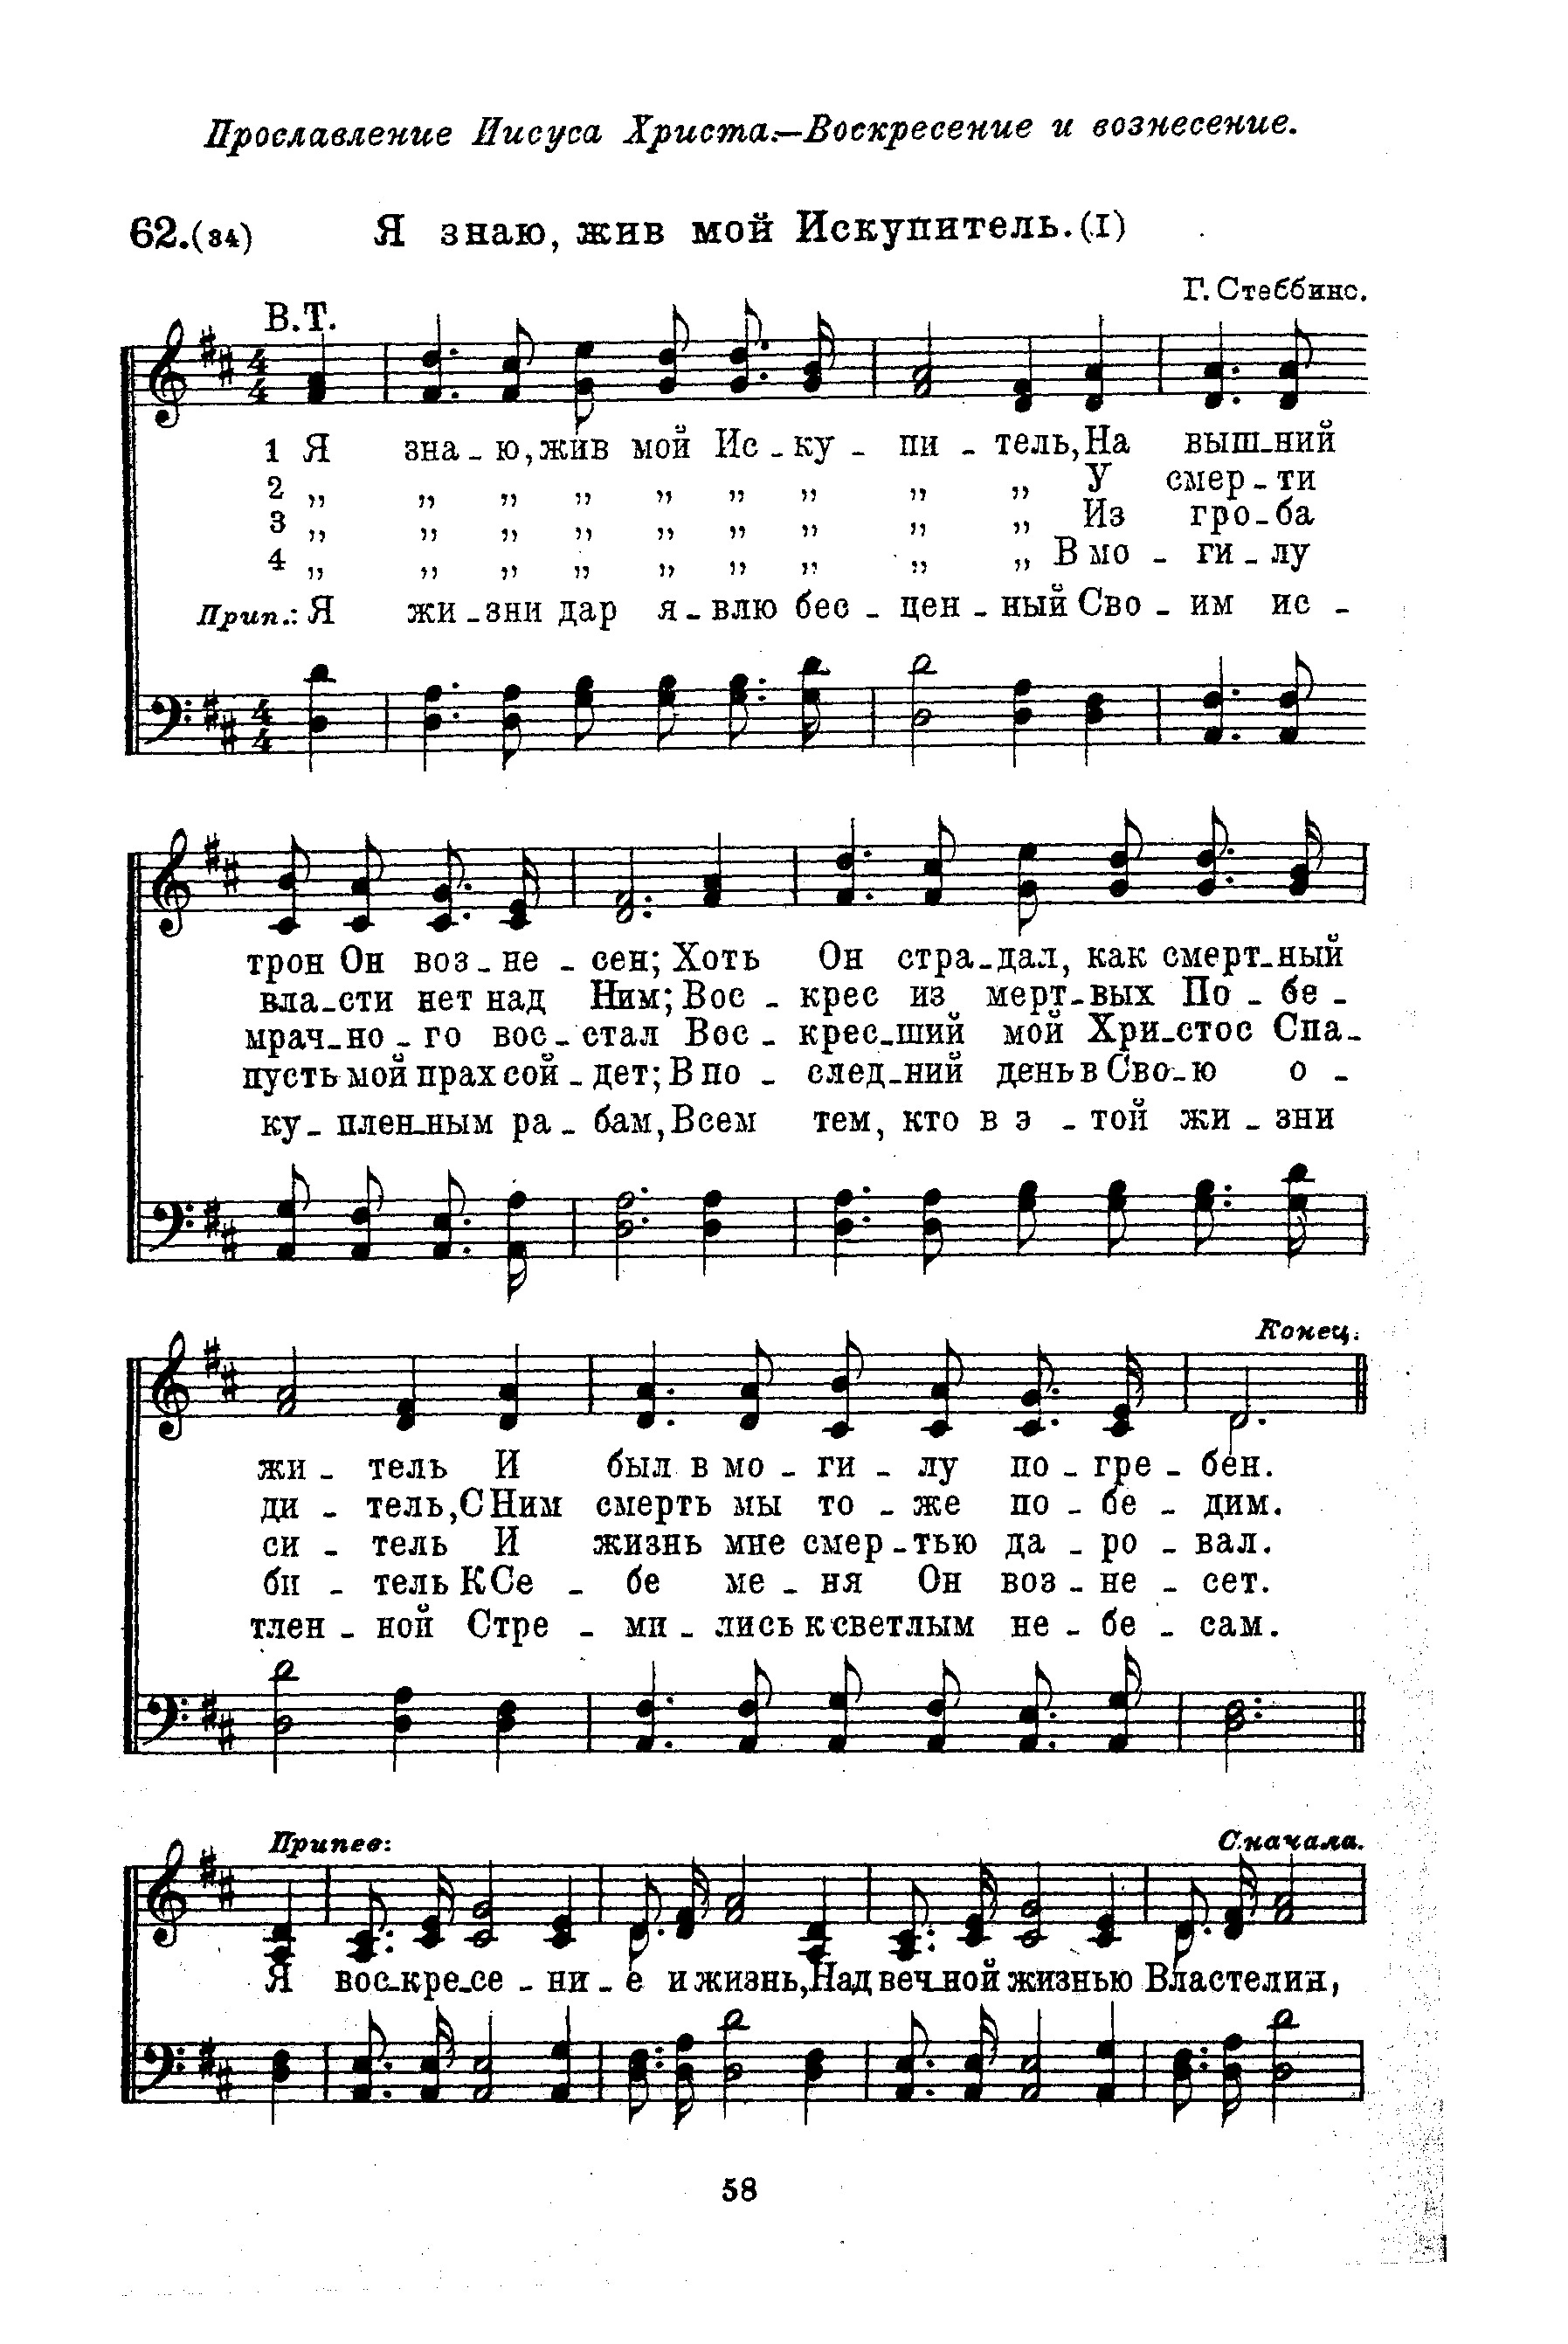 Прославление Иисуса Христа.—Воскресение и вознесение.
62.(34) Я знаю, жив мой Искупитель.(I)
Г. Стеббинс.
В.Т.
4 4
1 Я зна - ю, жив мой Ис - ку - пи - тель, На выш - ний
2 „ „ „ „ „ „ „ „ „ У смер - ти
3 „ „ „ „ „ „ „ „ „ Из гро - ба
4 „ „ „ „ „ „ „ „ „ В мо - ги - лу
Прип.: Я жи - зни дар я - влю бес - цен - ный Сво - им ис -
4 4
трон Он воз - не - сен; Хоть Он стра - дал, как смерт - ный
вла - сти нет над Ним; Вос - крес из мерт - вых По - бе -
мрач - но - го вос - стал Вос - крес - ший мой Хри - стос Спа -
пусть мой прах сой - дет; В по - след - ний день в Сво - ю о -
ку - плен - ным ра - бам, Всем тем, кто в э - той жи - зни
Конец.
жи - тель И был в мо - ги - лу по - гре - бен.
ди - тель, С Ним смерть мы то - же по - бе - дим.
си - тель И жизнь мне смер - тью да - ро - вал.
би - тель К Се - бе ме - ня Он воз - не - сет.
тлен - ной Стре - ми - лись к светлым не - бе - сам.
Припев: Сначала.
Я вос - кре - се - ни - е и жизнь, Над веч - ной жизнью Властелин,
58